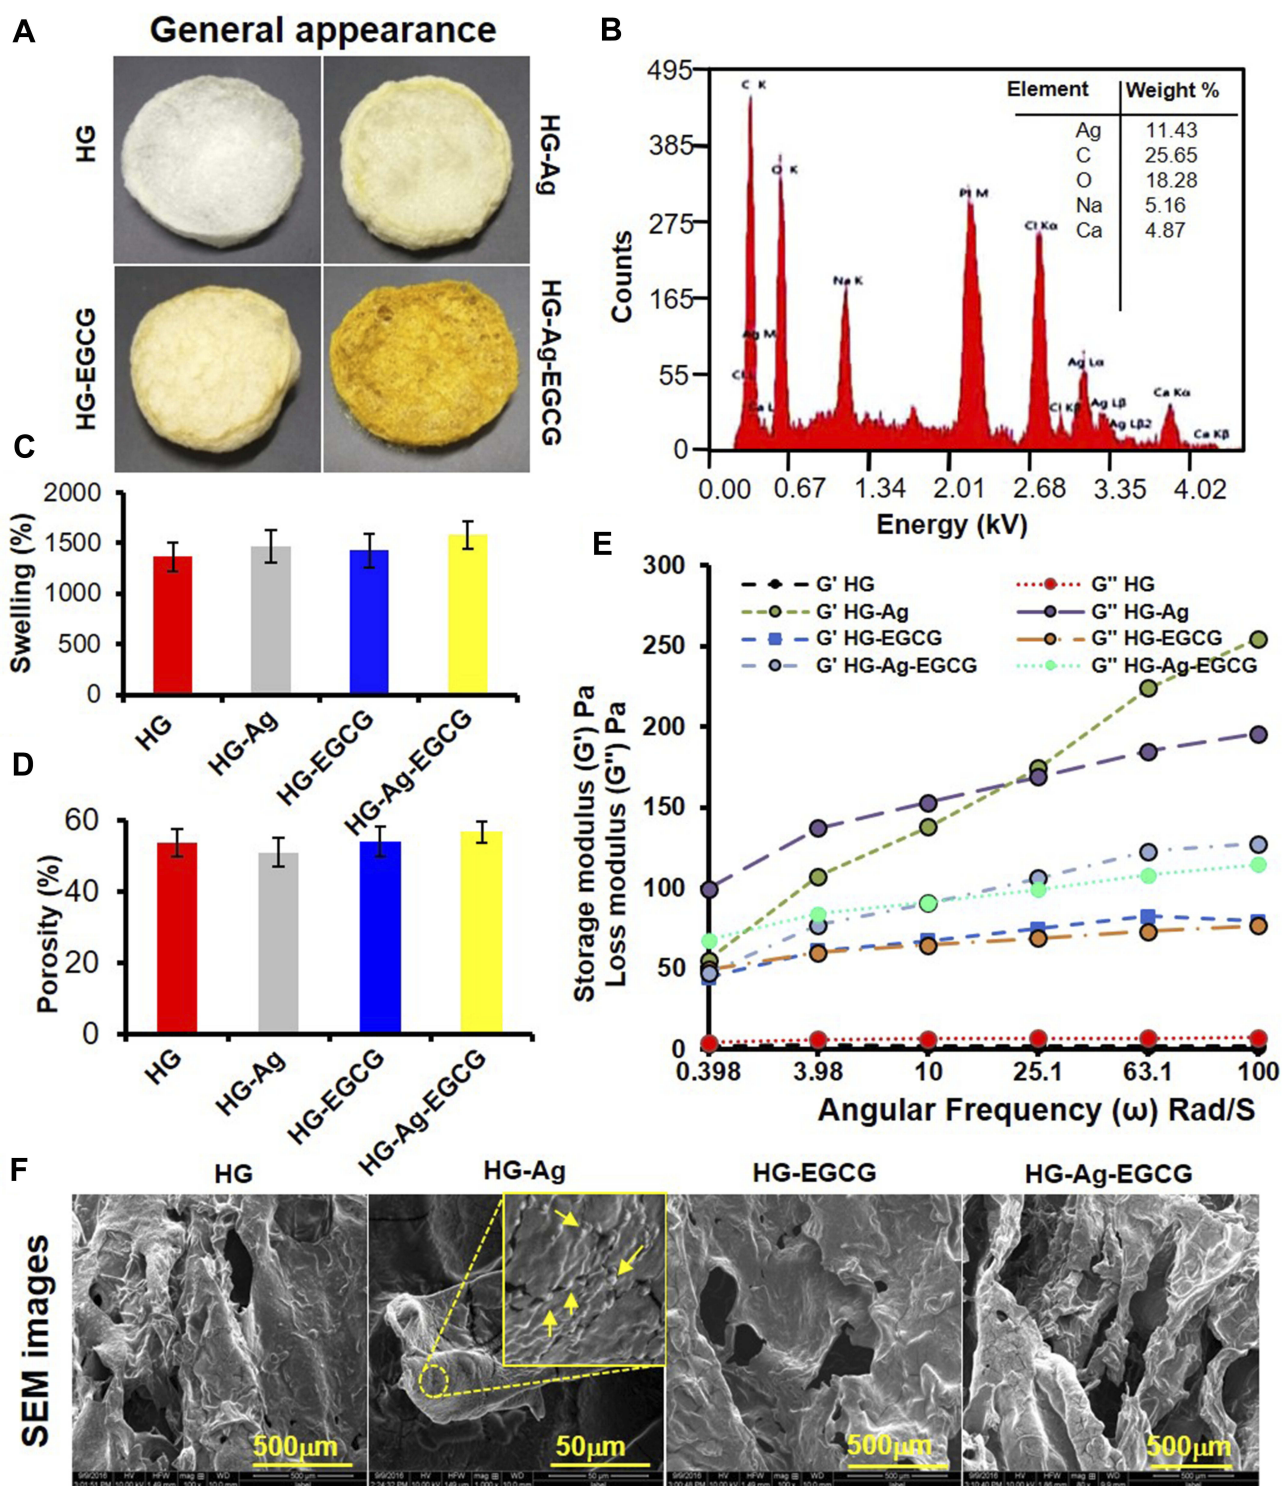 A
General appearance
HG
HG-Ag
HG-EGCG
HG-Ag-EGCG
B
495
385
275
165
55
0
Counts
C K
O K
Ag M
Ca L
Na K
Pt M
Cl Kα
Cl Kβ
Ag Lα
Ag Lβ
Ag Lβ2
Ca Kα
Ca Kβ
Element Weight %
Ag 11.43
C 25.65
O 18.28
Na 5.16
Ca 4.87
0.00 0.67 1.34 2.01 2.68 3.35 4.02
Energy (kV)
C
Swelling (%)
2000
1500
1000
500
0
HG
HG-Ag
HG-EGCG
HG-Ag-EGCG
D
Porosity (%)
60
40
20
0
HG
HG-Ag
HG-EGCG
HG-Ag-EGCG
E
Storage modulus (G') Pa
Loss modulus (G'') Pa
300
250
200
150
100
50
0
G' HG
G'' HG
G' HG-Ag
G'' HG-Ag
G' HG-EGCG
G'' HG-EGCG
G' HG-Ag-EGCG
G'' HG-Ag-EGCG
0.398 3.98 10 25.1 63.1 100
Angular Frequency (ω) Rad/S
F
HG HG-Ag HG-EGCG HG-Ag-EGCG
SEM images
500μm
50μm
500μm
500μm